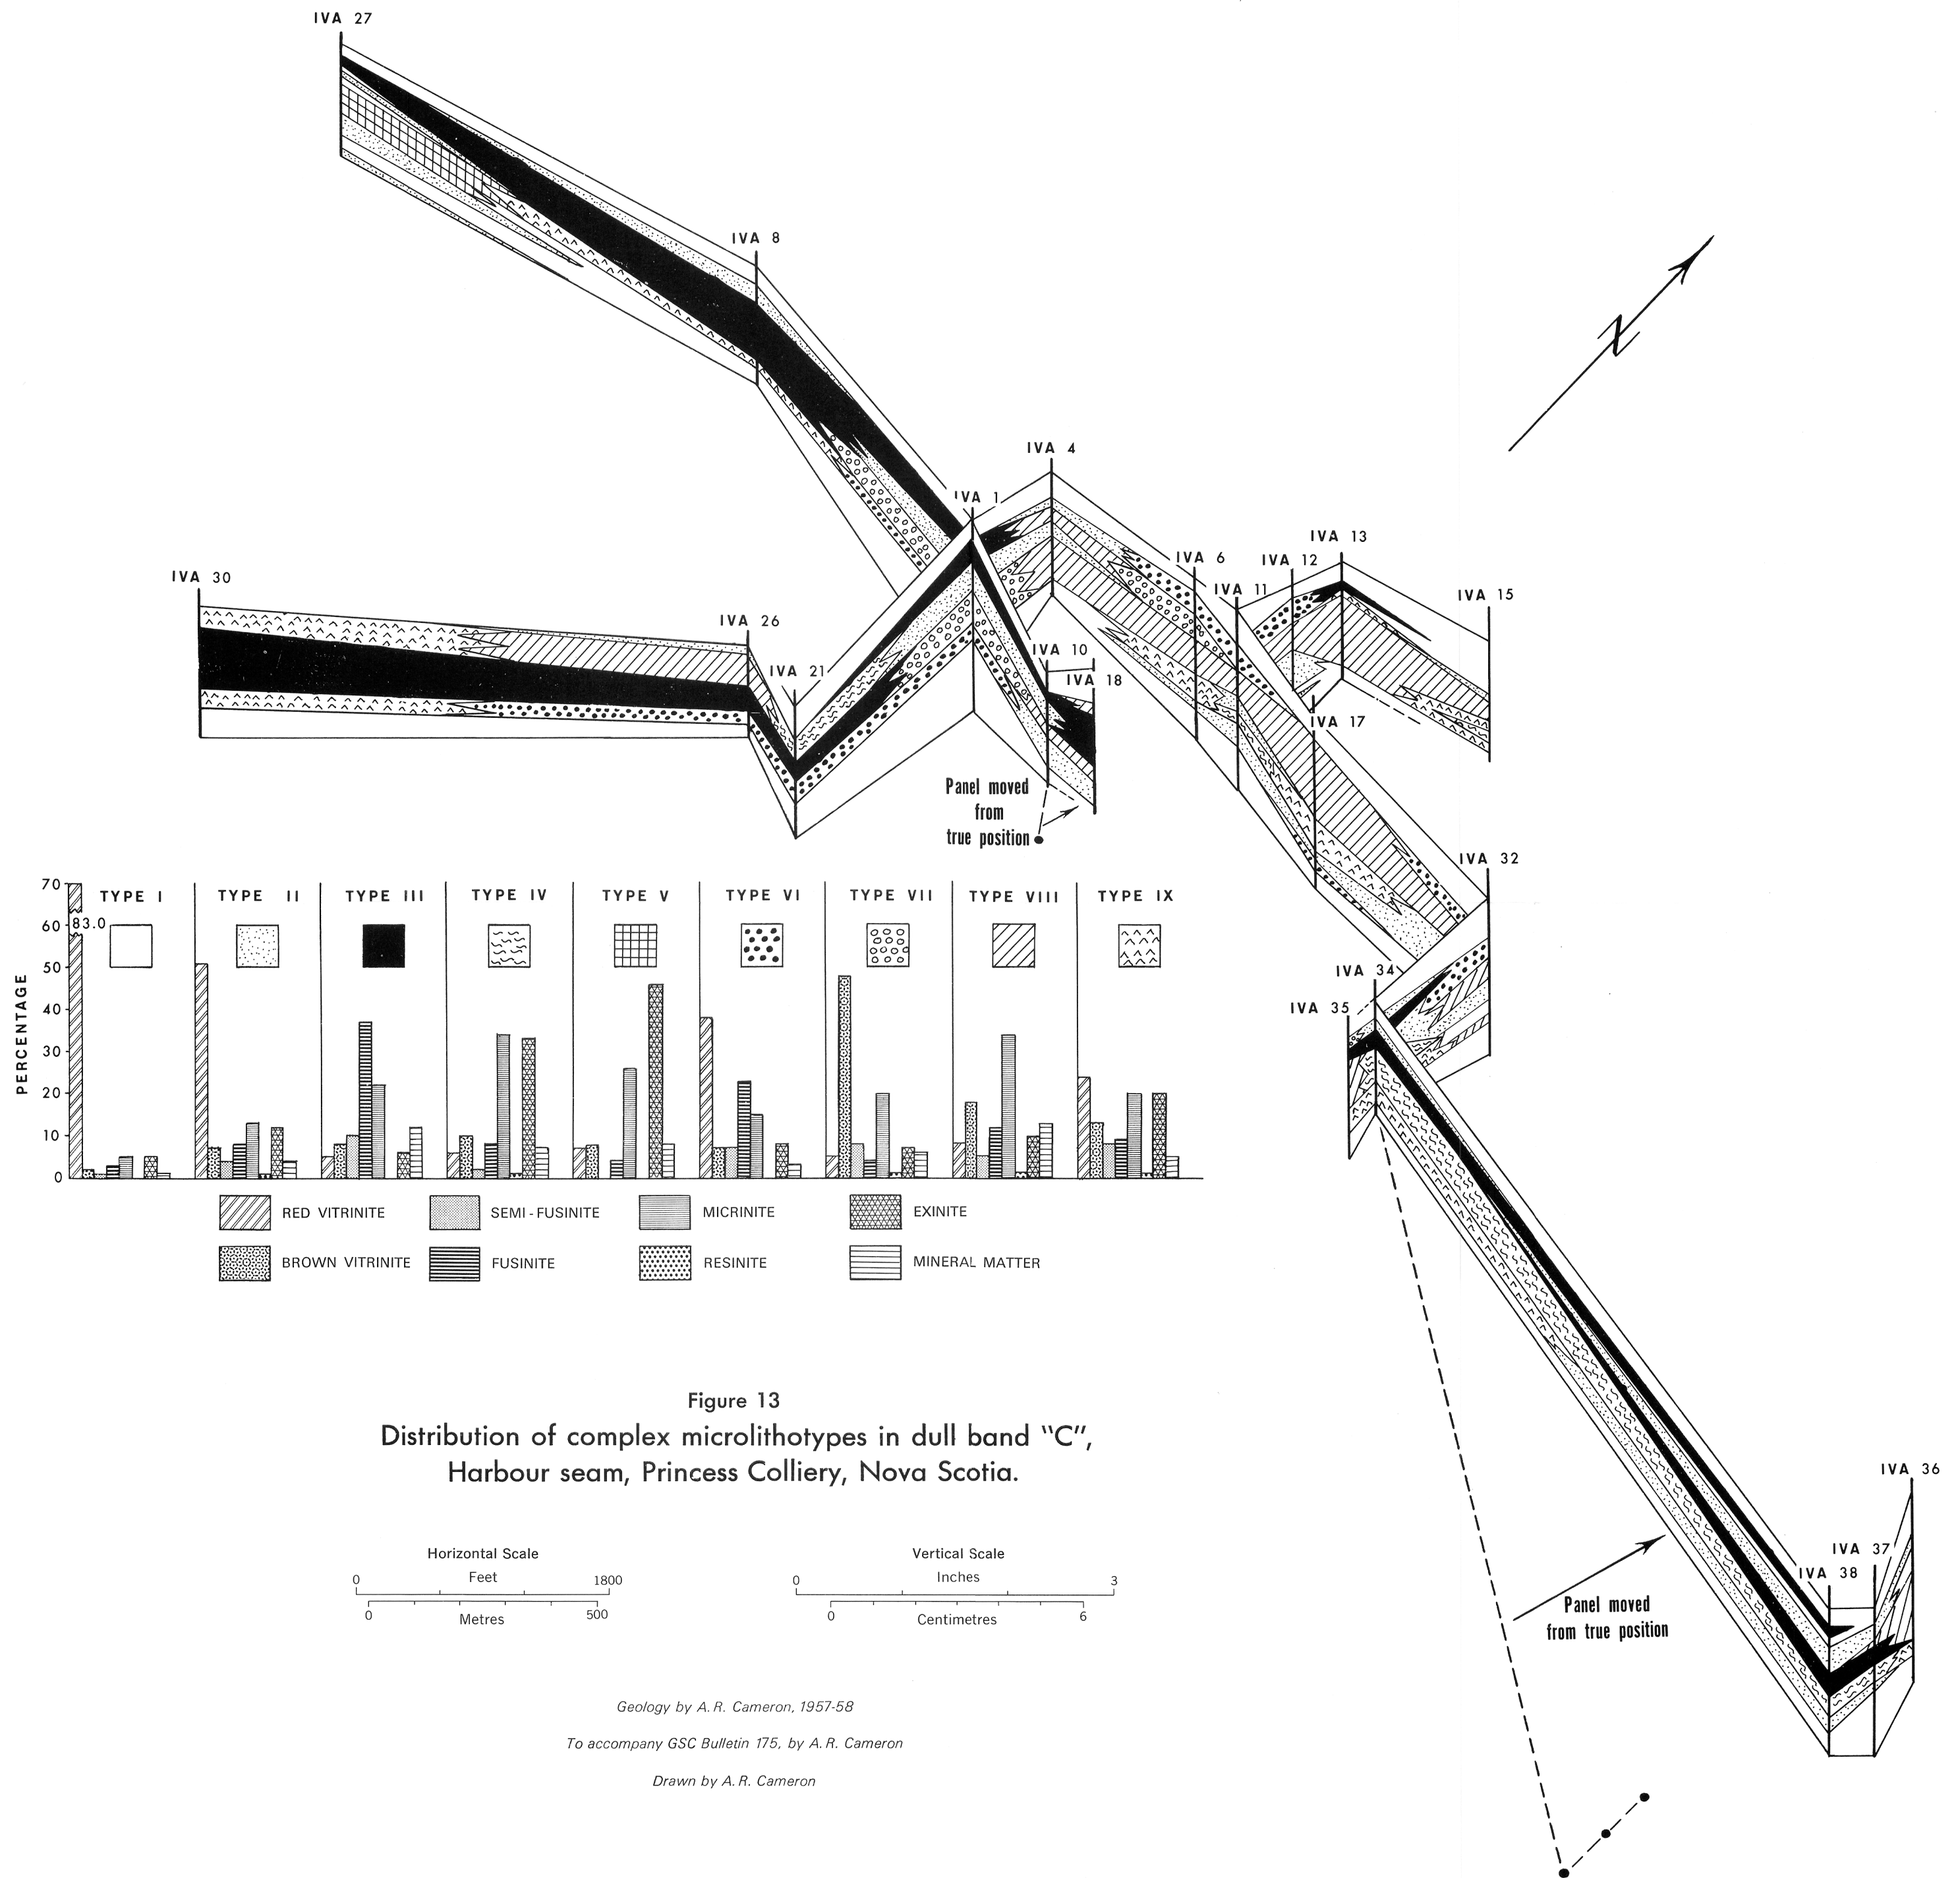 IVA 27
IVA 8
IVA 4
IVA 1
IVA 13
IVA 6
IVA 12
IVA 30
IVA 11
IVA 15
IVA 26
IVA 10
IVA 21
IVA 18
IVA 17
Panel moved
from
true position
IVA 32
TYPE I TYPE II TYPE III TYPE IV TYPE V TYPE VI TYPE VII TYPE VIII TYPE IX
PERCENTAGE
70
60
50
40
30
20
10
0
83.0
IVA 34
IVA 35
RED VITRINITE SEMI-FUSINITE MICRINITE EXINITE
BROWN VITRINITE FUSINITE RESINITE MINERAL MATTER
Figure 13
Distribution of complex microlithotypes in dull band "C",
Harbour seam, Princess Colliery, Nova Scotia.
IVA 36
IVA 37
IVA 38
Horizontal Scale
0 Feet 1800
0 Metres 500
Vertical Scale
0 Inches 3
0 Centimetres 6
Panel moved
from true position
Geology by A.R. Cameron, 1957-58
To accompany GSC Bulletin 175, by A.R. Cameron
Drawn by A.R. Cameron